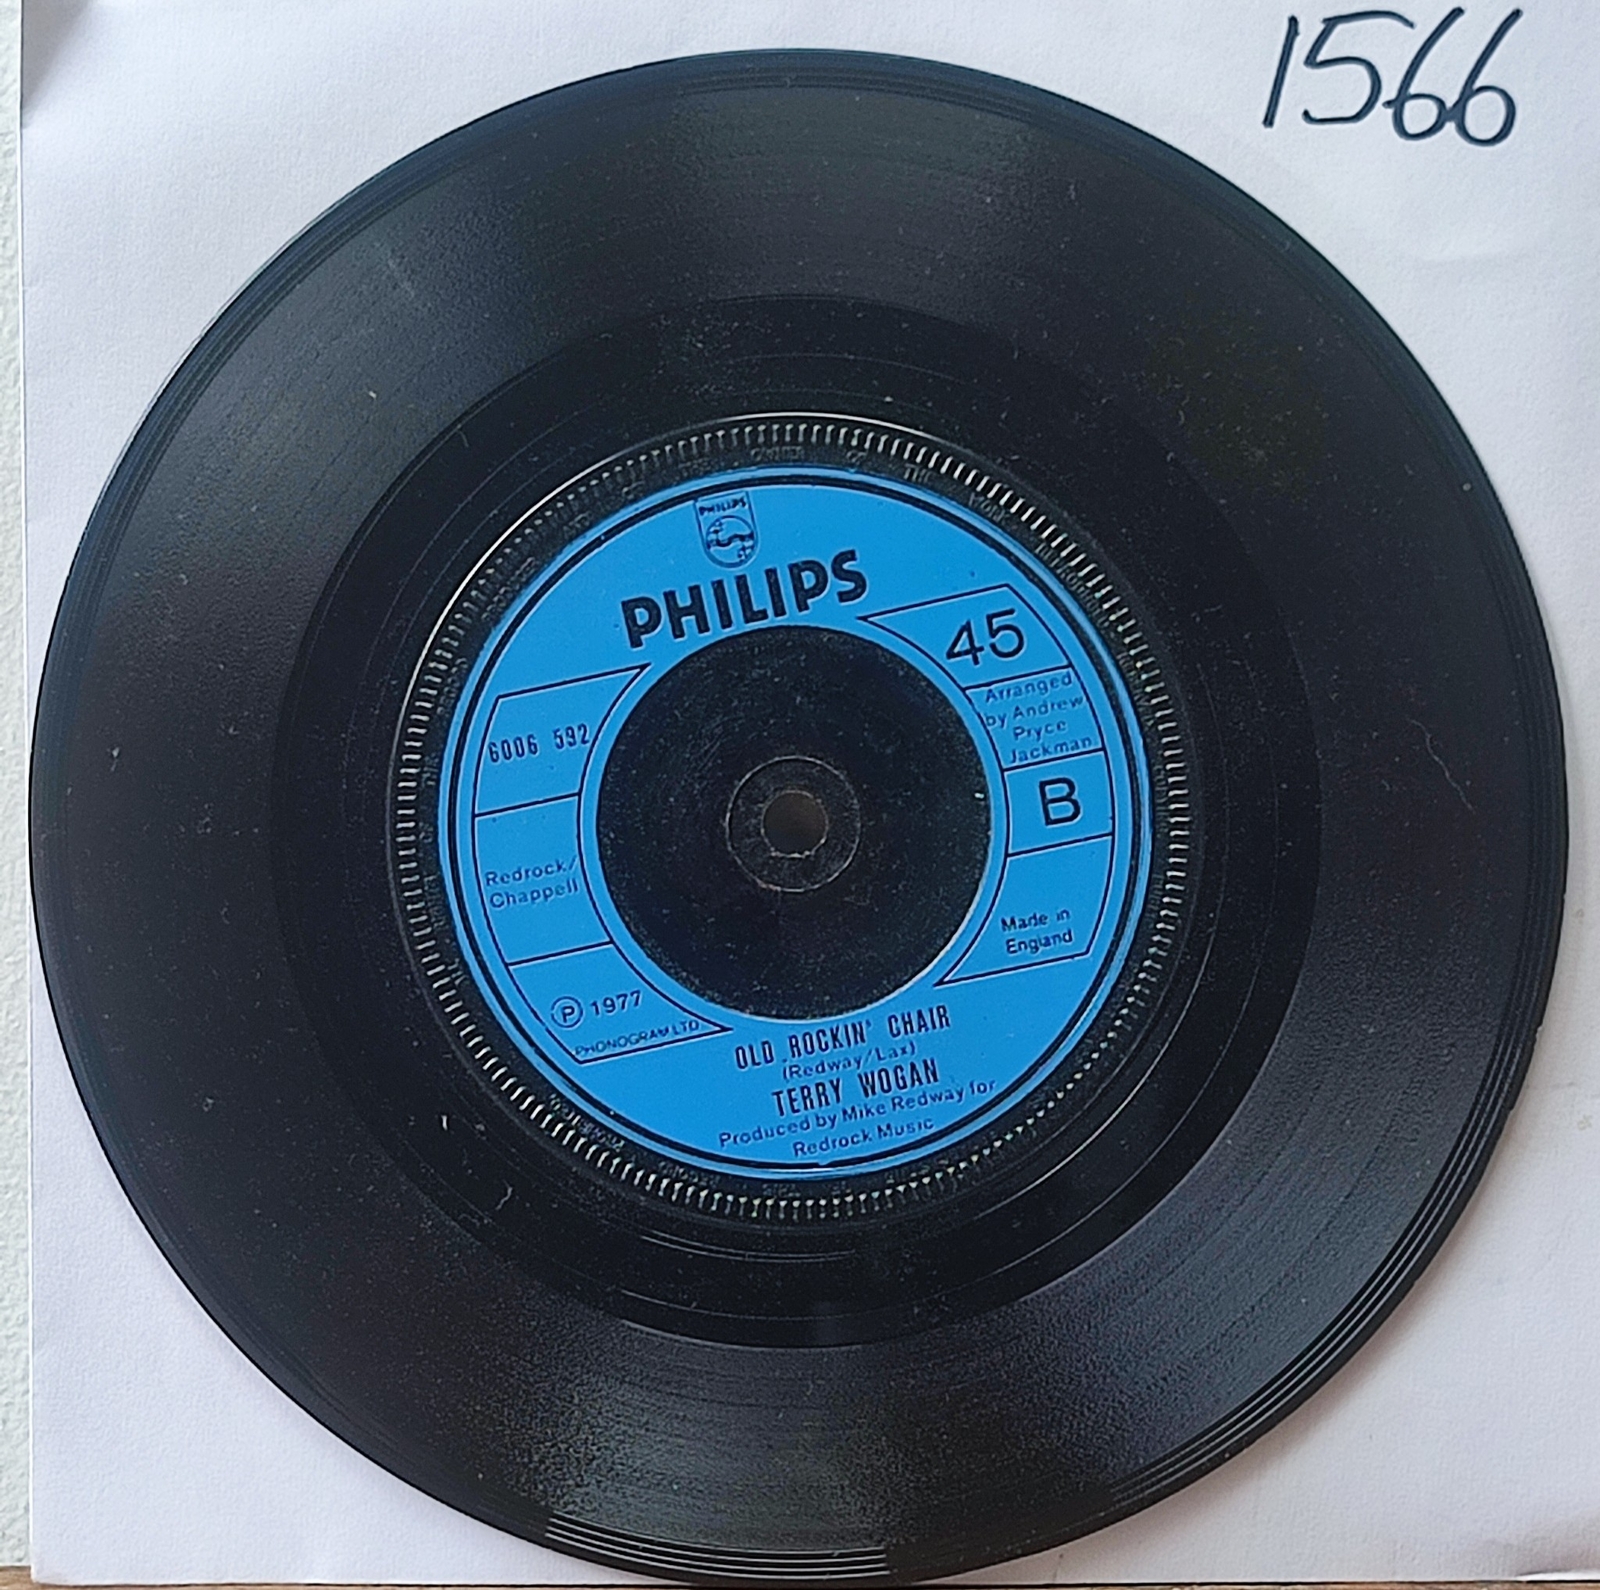 1566
PHILIPS
PHILIPS
45
Arranged
by Andrew
Pryce
Jackman
B
Made in
England
6006 592
Redrock/
Chappell
℗ 1977
PHONOGRAM LTD.
OLD ROCKIN' CHAIR
(Redway/Lax)
TERRY WOGAN
Produced by Mike Redway for
Redrock Music